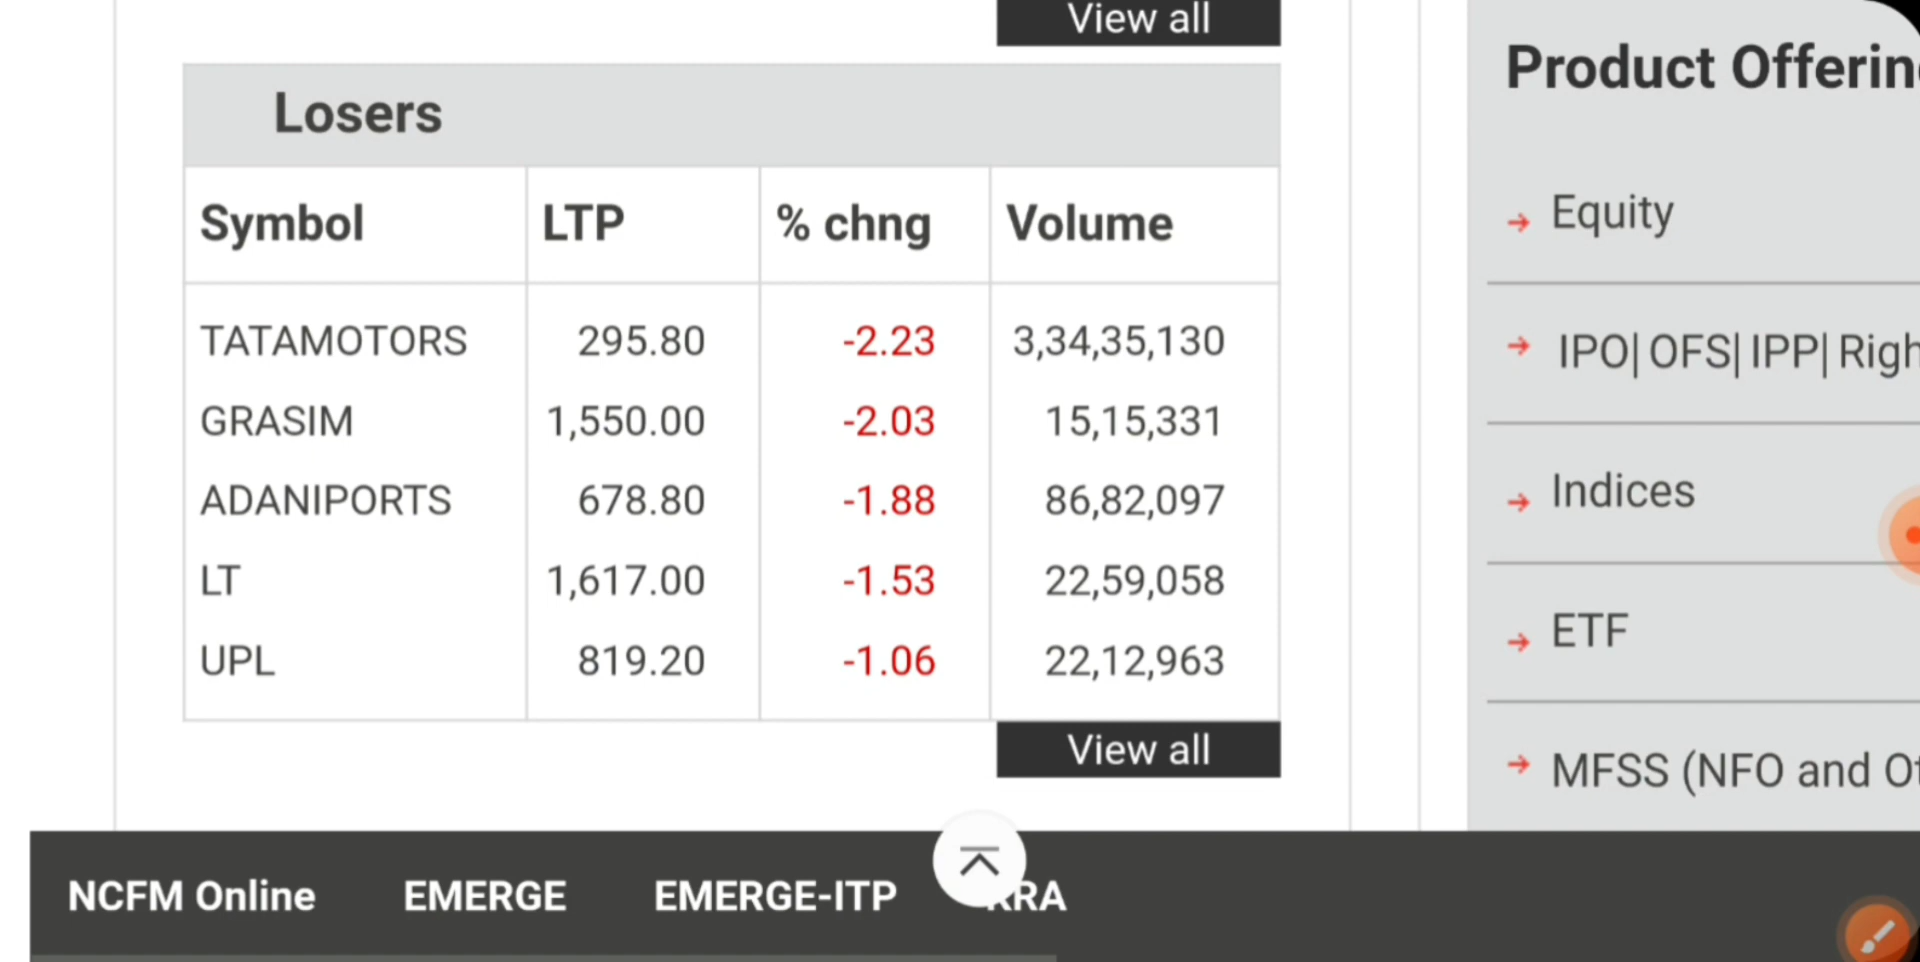 View all
Losers
Symbol LTP % chng Volume
TATAMOTORS 295.80 -2.23 3,34,35,130
GRASIM 1,550.00 -2.03 15,15,331
ADANIPORTS 678.80 -1.88 86,82,097
LT 1,617.00 -1.53 22,59,058
UPL 819.20 -1.06 22,12,963
View all
Product Offerin
Equity
IPO| OFS| IPP| Righ
Indices
ETF
MFSS (NFO and Ot
NCFM Online EMERGE EMERGE-ITP RRA